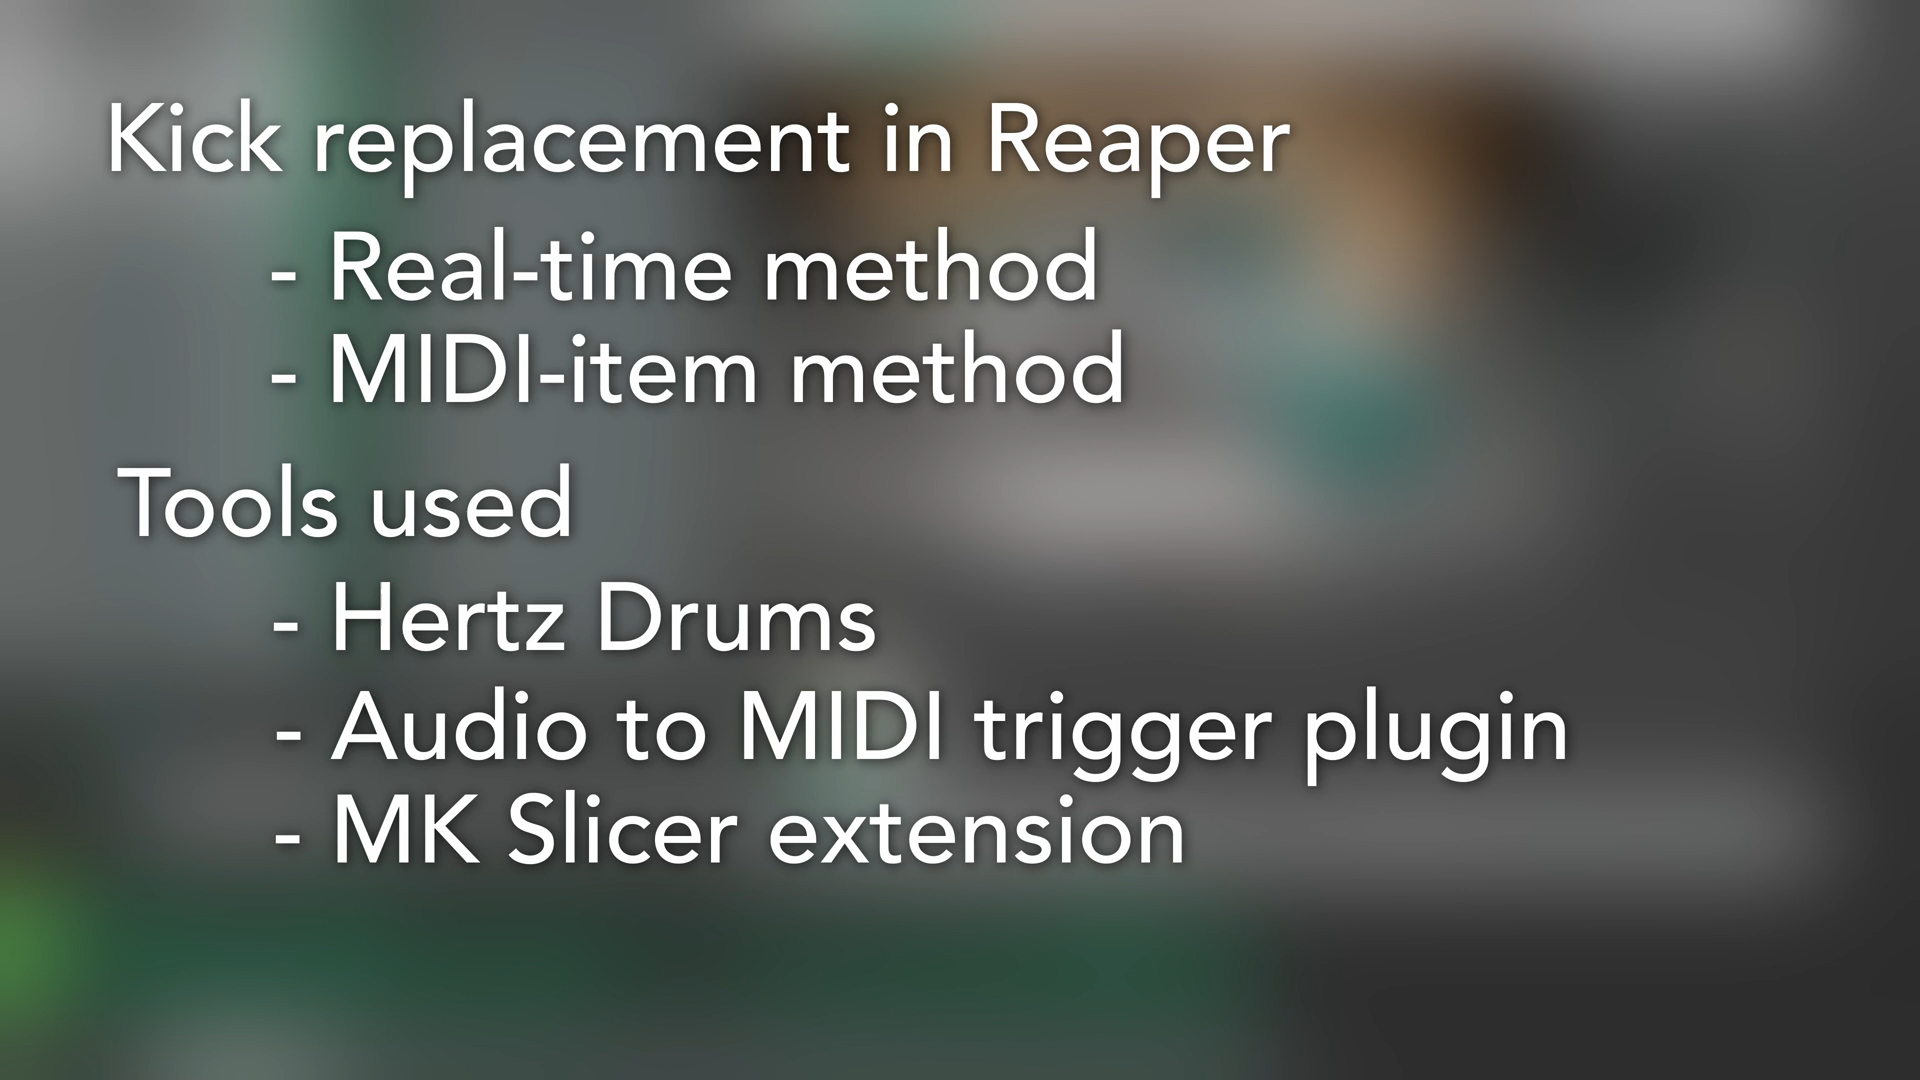 Kick replacement in Reaper
- Real-time method
- MIDI-item method
Tools used
- Hertz Drums
- Audio to MIDI trigger plugin
- MK Slicer extension